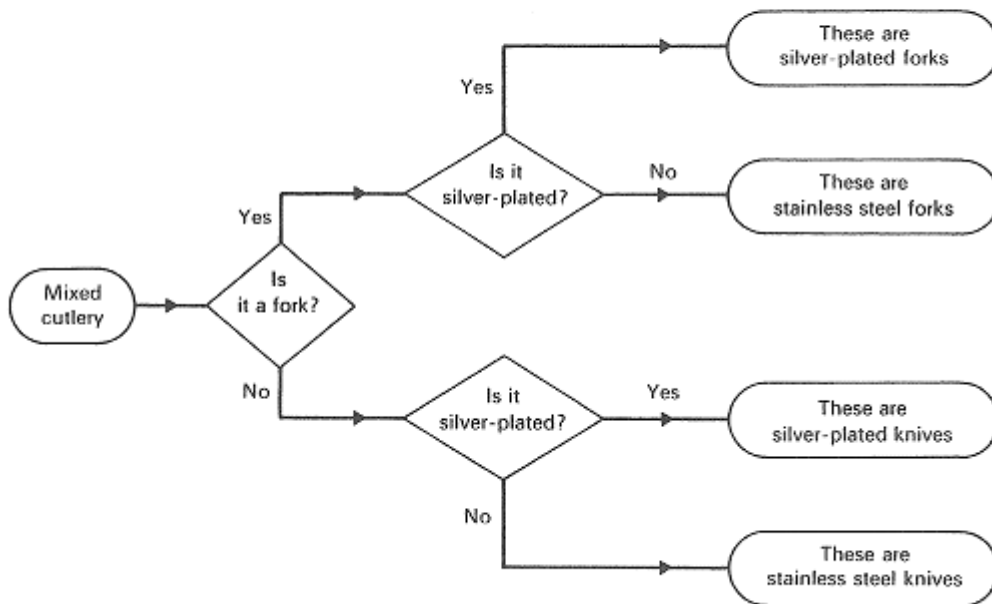 These are
silver-plated forks
Yes
Is it
silver-plated?
No
These are
stainless steel forks
Yes
Mixed
cutlery
Is
it a fork?
No
Is it
silver-plated?
Yes
These are
silver-plated knives
No
These are
stainless steel knives